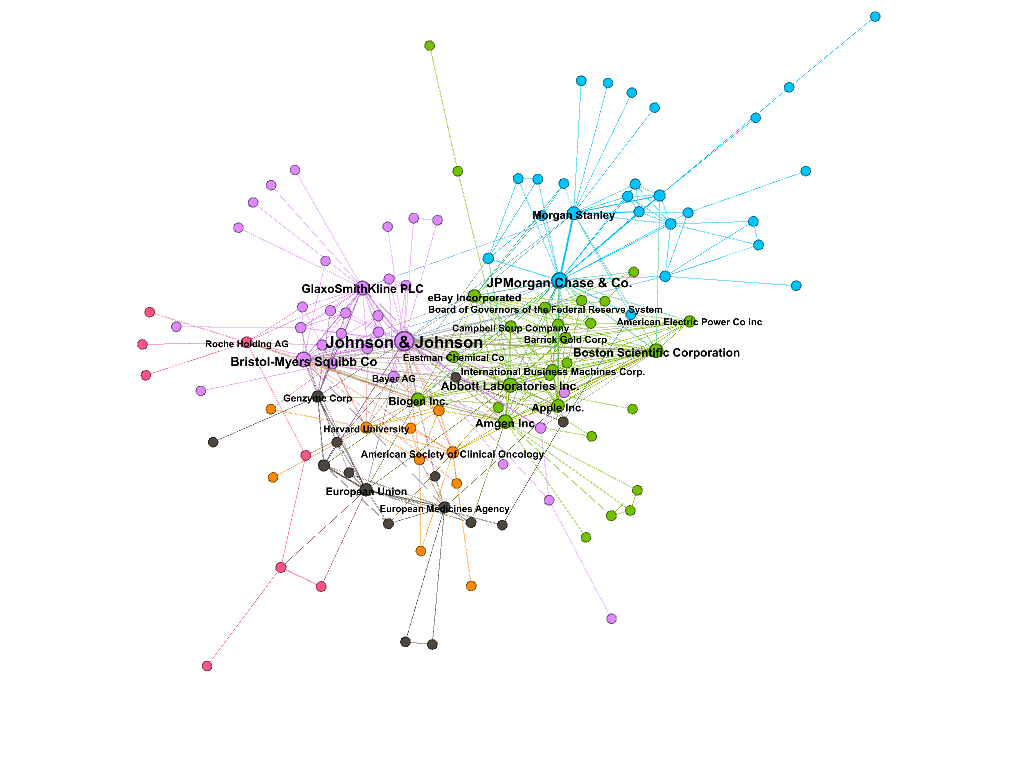 Morgan Stanley
JPMorgan Chase & Co.
GlaxoSmithKline PLC
eBay Incorporated
Board of Governors of the Federal Reserve System
American Electric Power Co Inc
Campbell Soup Company
Barrick Gold Corp
Roche Holding AG
Johnson & Johnson
Boston Scientific Corporation
Eastman Chemical Co
Bristol-Myers Squibb Co
International Business Machines Corp.
Bayer AG
Abbott Laboratories Inc.
Genzyme Corp
Biogen Inc.
Apple Inc.
Amgen Inc
Harvard University
American Society of Clinical Oncology
European Union
European Medicines Agency